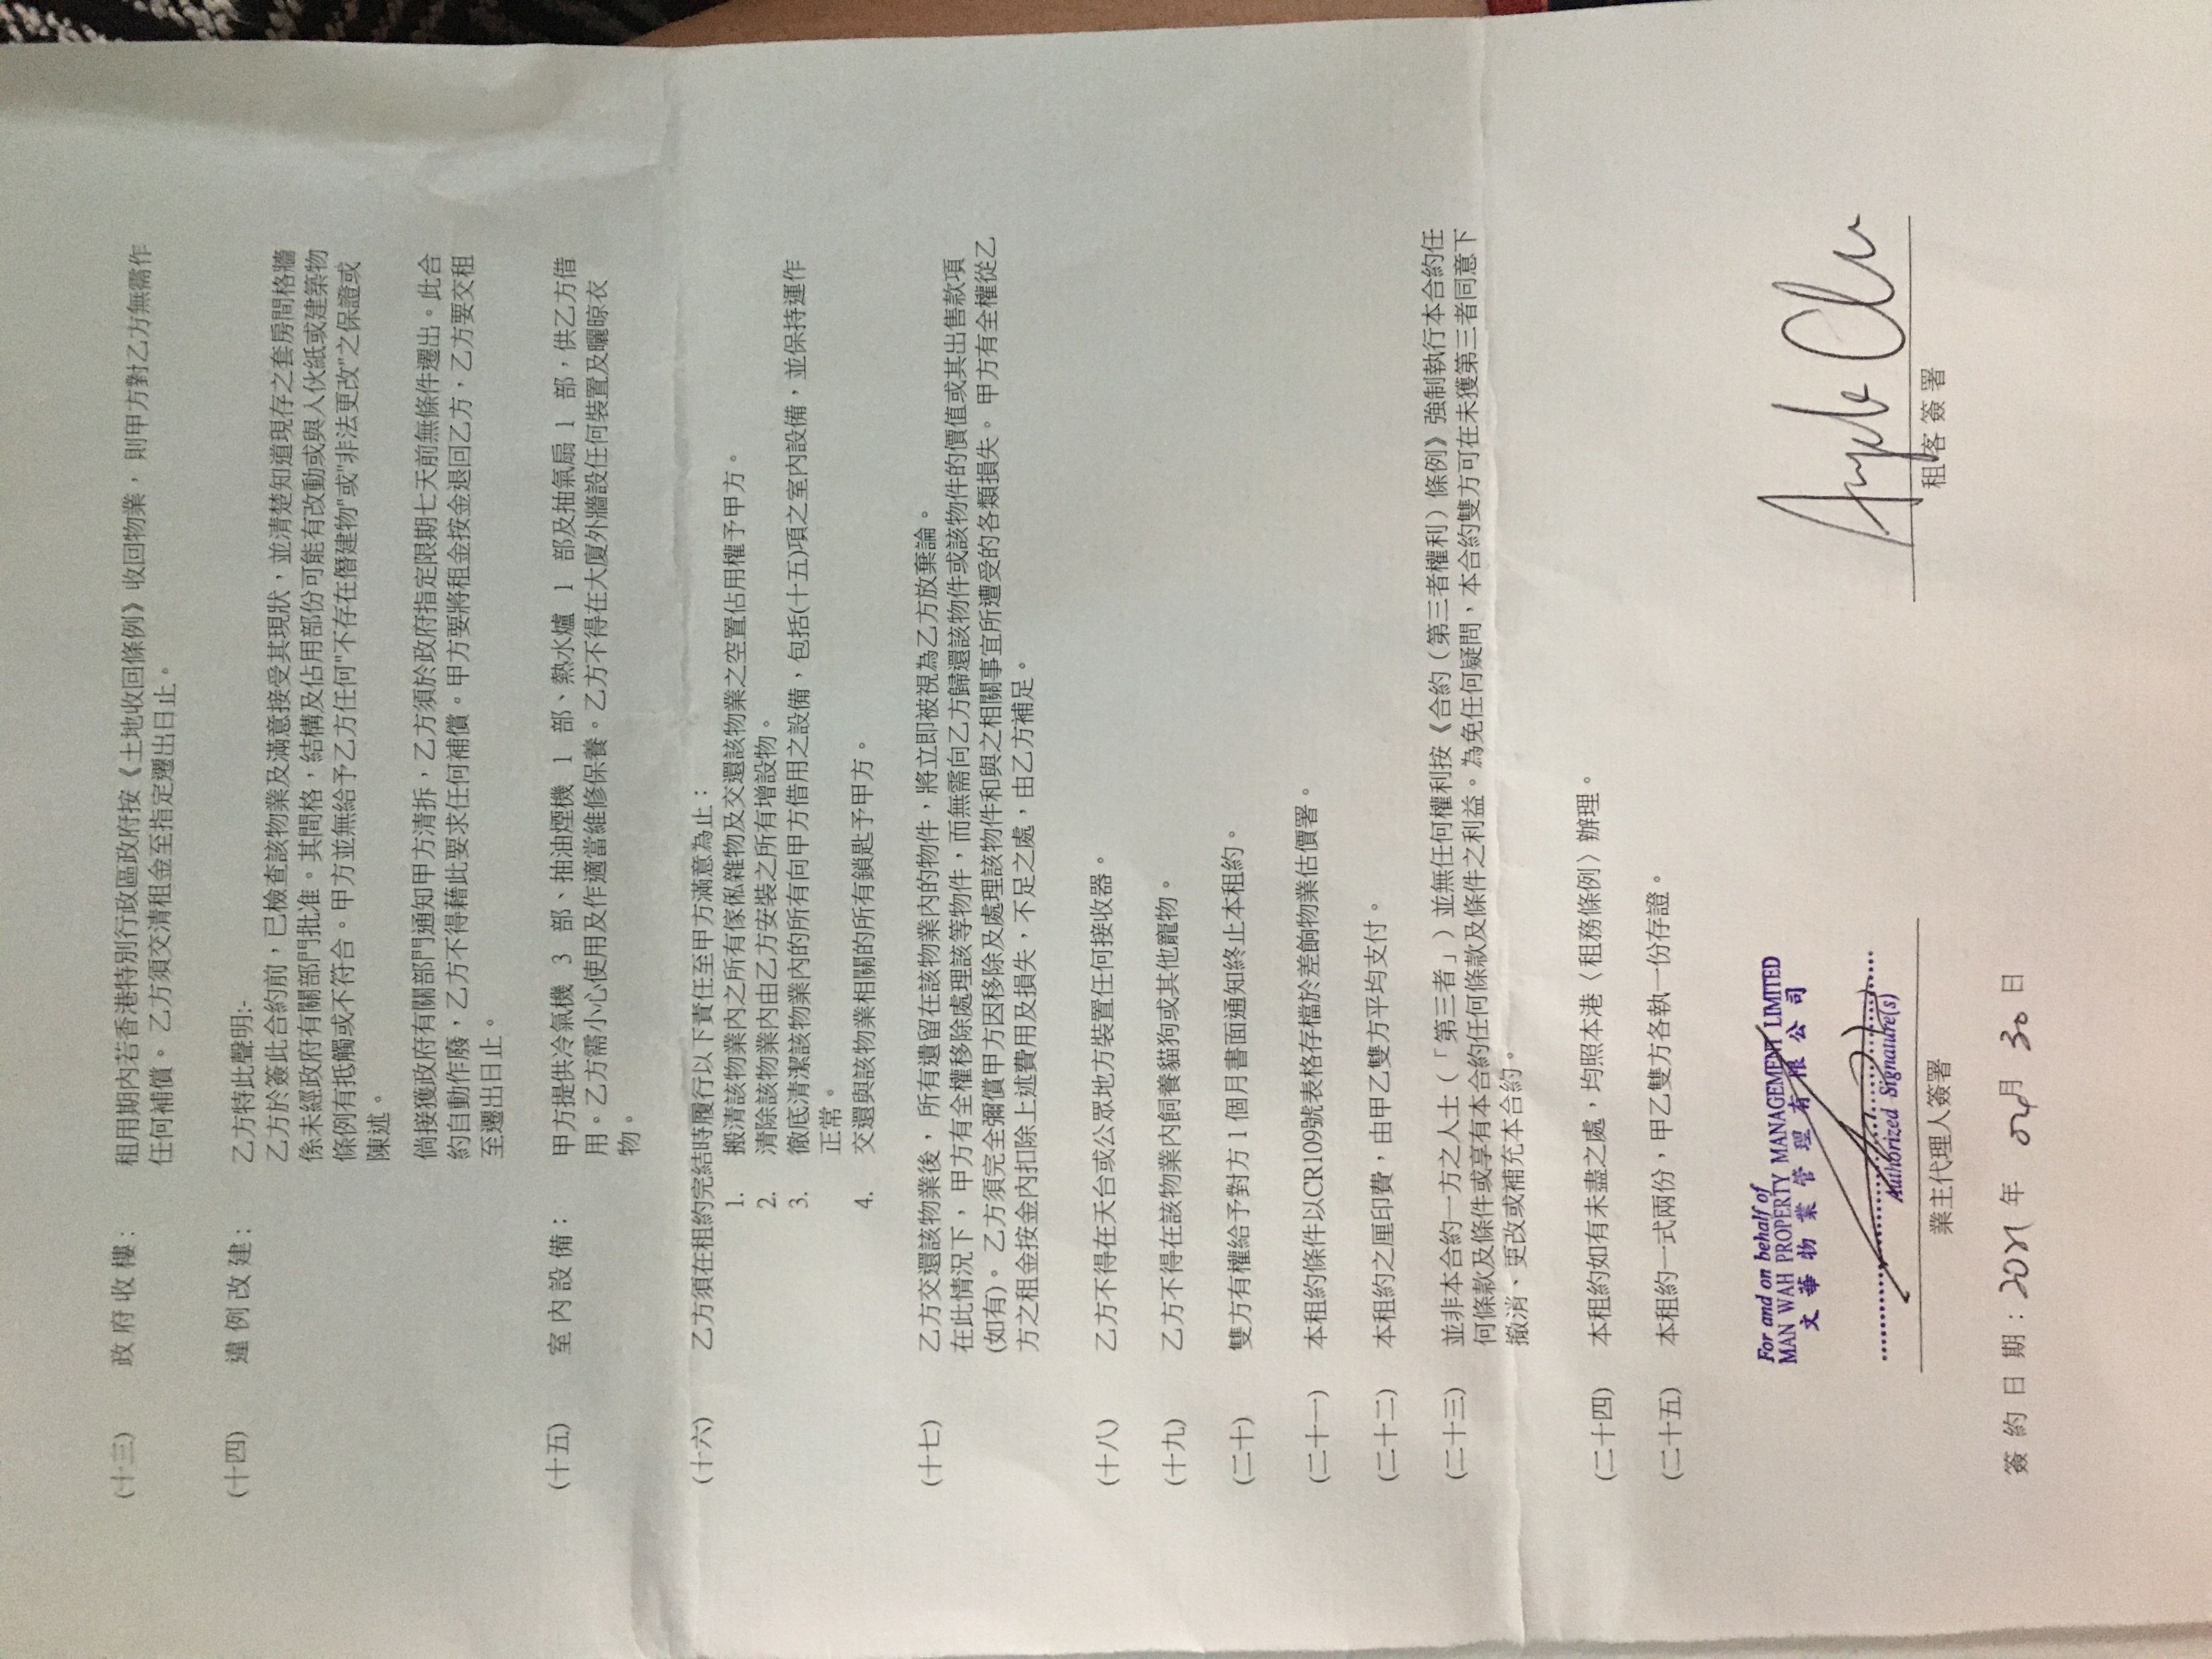 (十三) 政府收樓： 租用期內若香港特別行政區政府按《土地收回條例》收回物業，則甲方對乙方無需作
任何補償。乙方須交清租金至指定遷出日止。
(十四) 違例改建： 乙方特此聲明:-
乙方於簽此合約前，已檢查該物業及滿意接受其現狀，並清楚知道現存之套房間格牆
係未經政府有關部門批准。其間格，結構及佔用部份可能有改動或與人伙紙或建築物
條例有抵觸或不符合。甲方並無給予乙方任何"不存在僭建物"或"非法更改"之保證或
陳述。
倘接獲政府有關部門通知甲方清拆，乙方須於政府指定限期七天前無條件遷出。此合
約自動作廢，乙方不得藉此要求任何補償。甲方要將租金按金退回乙方，乙方要交租
至遷出日止。
(十五) 室內設備： 甲方提供冷氣機 3 部、抽油煙機 1 部、熱水爐 1 部及抽氣扇 1 部，供乙方借
用。乙方需小心使用及作適當維修保養。乙方不得在大廈外牆設任何裝置及曬晾衣
物。
(十六) 乙方須在租約完結時履行以下責任至甲方滿意為止：
1. 搬清該物業內之所有傢俬雜物及交還該物業之空置佔用權予甲方。
2. 清除該物業內由乙方安裝之所有增設物。
3. 徹底清潔該物業內的所有向甲方借用之設備，包括(十五)項之室內設備，並保持運作
正常。
4. 交還與該物業相關的所有鎖匙予甲方。
(十七) 乙方交還該物業後，所有遺留在該物業內的物件，將立即被視為乙方放棄論。
在此情況下，甲方有全權移除處理該等物件，而無需向乙方歸還該物件或該物件的價值或其出售款項
(如有)。乙方須完全彌償甲方因移除及處理該物件和與之相關事宜所遭受的各類損失。甲方有全權從乙
方之租金按金內扣除上述費用及損失，不足之處，由乙方補足。
(十八) 乙方不得在天台或公眾地方裝置任何接收器。
(十九) 乙方不得在該物業內飼養貓狗或其他寵物。
(二十) 雙方有權給予對方 1 個月書面通知終止本租約。
(二十一) 本租約條件以CR109號表格存檔於差餉物業估價署。
(二十二) 本租約之厘印費，由甲乙雙方平均支付。
(二十三) 並非本合約一方之人士（「第三者」）並無任何權利按《合約（第三者權利）條例》強制執行本合約任
何條款及條件或享有本合約任何條款及條件之利益。為免任何疑問，本合約雙方可在未獲第三者同意下
撤消、更改或補充本合約。
(二十四) 本租約如有未盡之處，均照本港〈租務條例〉辦理。
(二十五) 本租約一式兩份，甲乙雙方各執一份存證。
For and on behalf of
MAN WAH PROPERTY MANAGEMENT LIMITED
文華物業管理有限公司
Authorized Signature(s)
業主代理人簽署
租客簽署
簽約日期： 2021 年 04 月 30 日